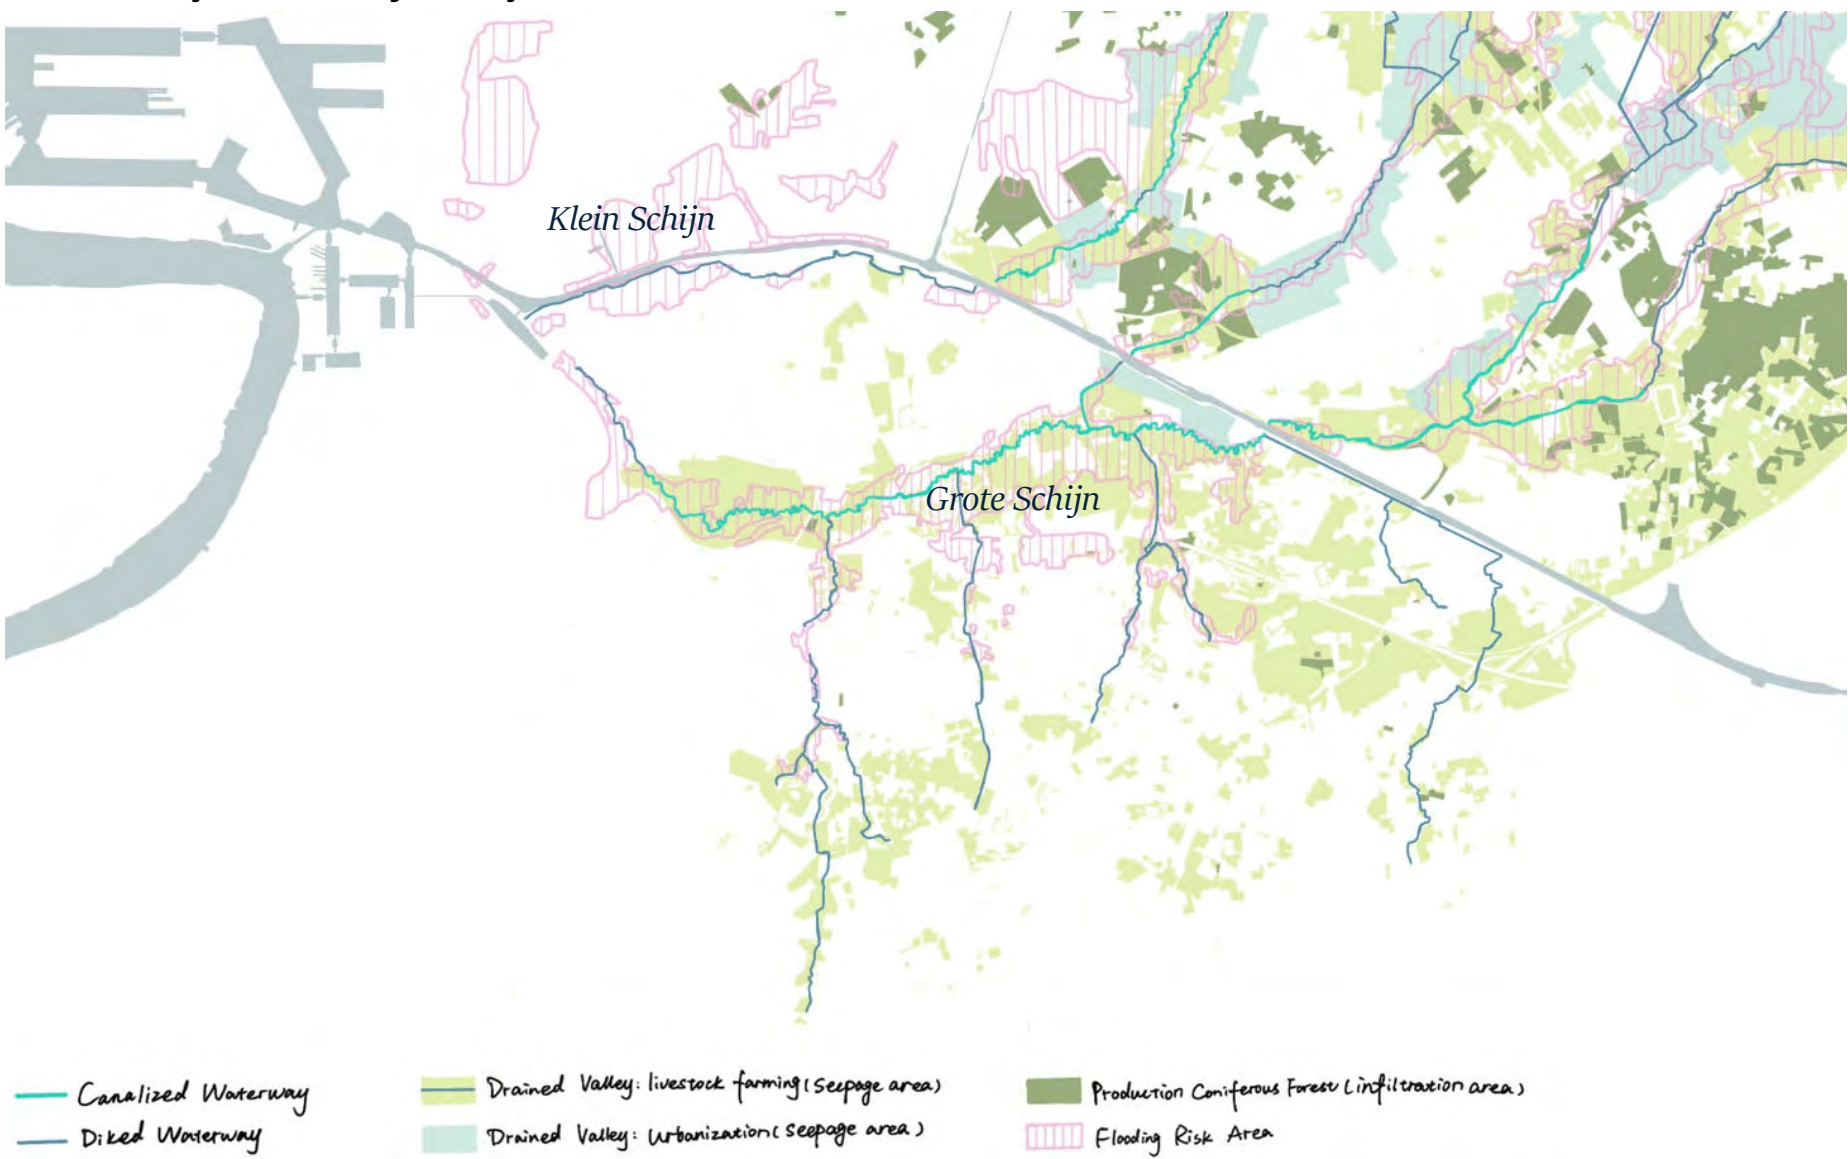 Klein Schijn
Grote Schijn
Canalized Waterway
Diked Waterway
Drained Valley: livestock farming (Seepage area)
Drained Valley: Urbanization (Seepage area)
Production Coniferous Forest (infiltration area)
Flooding Risk Area